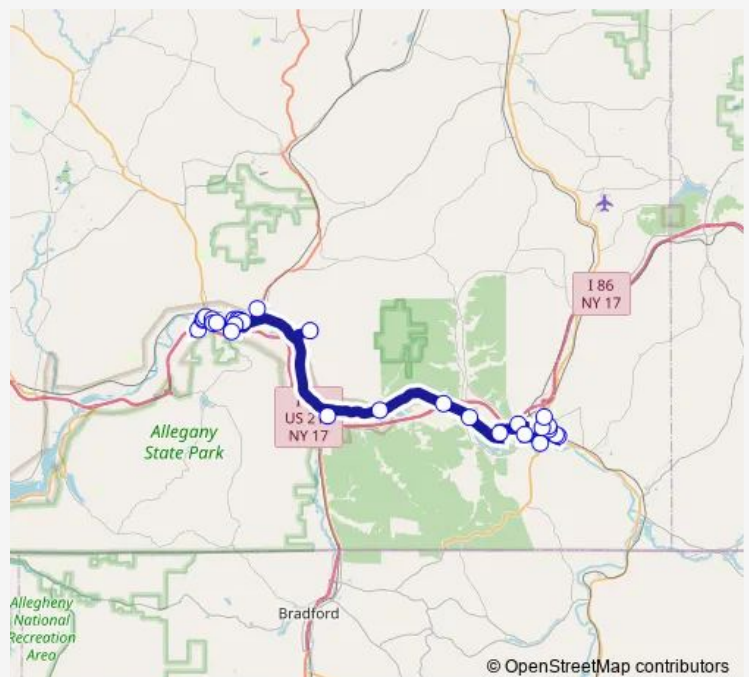 I 86
NY 17
US 2
NY 17
Allegany
State Park
Bradford
Allegheny
National
Recreation
Area
© OpenStreetMap contributors